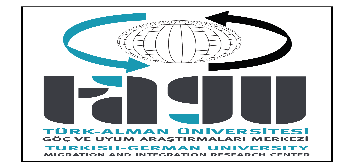 TAGU
TÜRK-ALMAN ÜNİVERSİTESİ
GÖÇ VE UYUM ARAŞTIRMALARI MERKEZİ
TURKISH-GERMAN UNIVERSITY
MIGRATION AND INTEGRATION RESEARCH CENTER